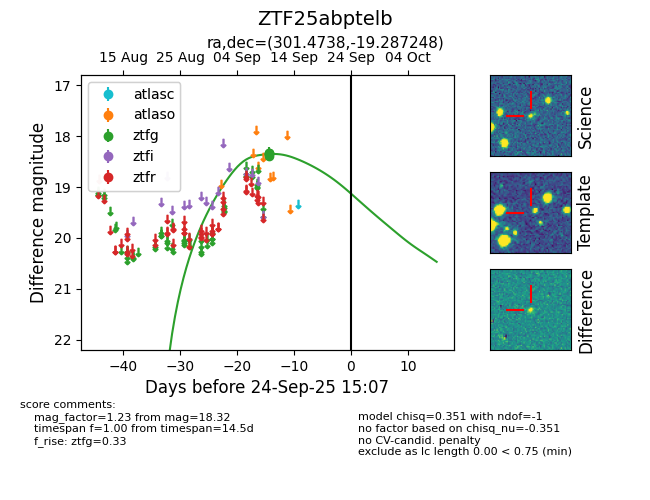 ZTF25abptelb
ra,dec=(301.4738,-19.287248)
15 Aug 25 Aug 04 Sep 14 Sep 24 Sep 04 Oct
atlasc
atlaso
ztfg
ztfi
ztfr
17
18
19
20
21
22
Difference magnitude
−40 −30 −20 −10 0 10
Days before 24-Sep-25 15:07
Science
Template
Difference
score comments:
mag_factor=1.23 from mag=18.32
timespan f=1.00 from timespan=14.5d
f_rise: ztfg=0.33
model chisq=0.351 with ndof=-1
no factor based on chisq_nu=-0.351
no CV-candid. penalty
exclude as lc length 0.00 < 0.75 (min)